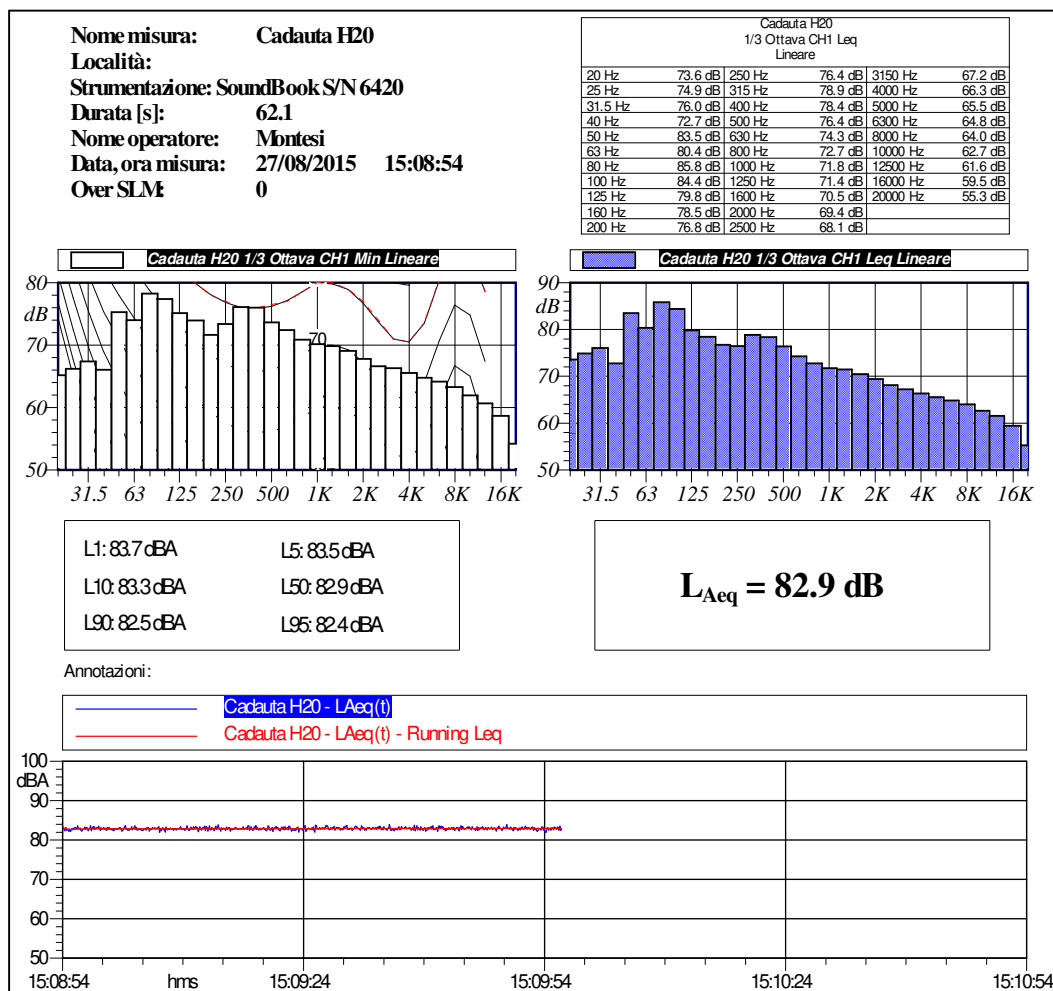 Nome misura: Cadauta H20
Località:
Strumentazione: SoundBook S/N 6420
Durata [s]: 62.1
Nome operatore: Montesi
Data, ora misura: 27/08/2015 15:08:54
Over SLM: 0
Cadauta H20
1/3 Ottava CH1 Leq
Lineare
20 Hz 73.6 dB 250 Hz 76.4 dB 3150 Hz 67.2 dB
25 Hz 74.9 dB 315 Hz 78.9 dB 4000 Hz 66.3 dB
31.5 Hz 76.0 dB 400 Hz 78.4 dB 5000 Hz 65.5 dB
40 Hz 72.7 dB 500 Hz 76.4 dB 6300 Hz 64.8 dB
50 Hz 83.5 dB 630 Hz 74.3 dB 8000 Hz 64.0 dB
63 Hz 80.4 dB 800 Hz 72.7 dB 10000 Hz 62.7 dB
80 Hz 85.8 dB 1000 Hz 71.8 dB 12500 Hz 61.6 dB
100 Hz 84.4 dB 1250 Hz 71.4 dB 16000 Hz 59.5 dB
125 Hz 79.8 dB 1600 Hz 70.5 dB 20000 Hz 55.3 dB
160 Hz 78.5 dB 2000 Hz 69.4 dB
200 Hz 76.8 dB 2500 Hz 68.1 dB
Cadauta H20 1/3 Ottava CH1 Min Lineare
80
dB
70
60
50
70
31.5 63 125 250 500 1K 2K 4K 8K 16K
Cadauta H20 1/3 Ottava CH1 Leq Lineare
90
dB
80
70
60
50
31.5 63 125 250 500 1K 2K 4K 8K 16K
L1: 83.7 dBA L5: 83.5 dBA
L10: 83.3 dBA L50: 82.9 dBA
L90: 82.5 dBA L95: 82.4 dBA
LAeq = 82.9 dB
Annotazioni:
Cadauta H20 - LAeq(t)
Cadauta H20 - LAeq(t) - Running Leq
100
dBA
90
80
70
60
50
15:08:54 hms 15:09:24 15:09:54 15:10:24 15:10:54